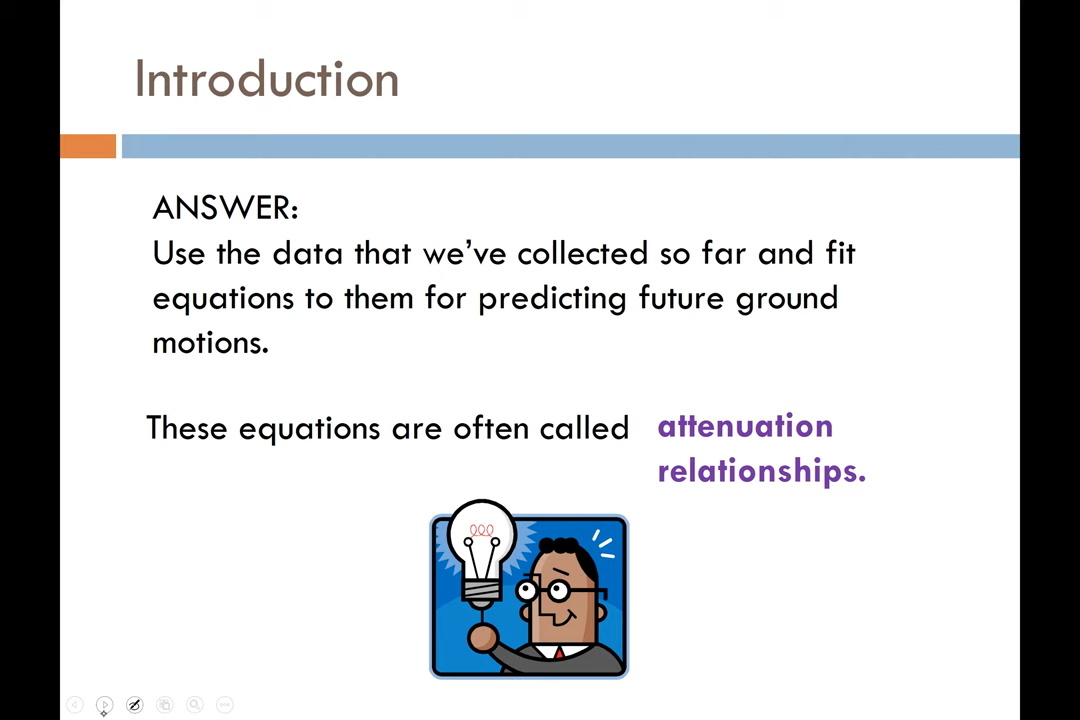 Introduction
ANSWER:
Use the data that we’ve collected so far and fit
equations to them for predicting future ground
motions.
These equations are often called attenuation
relationships.